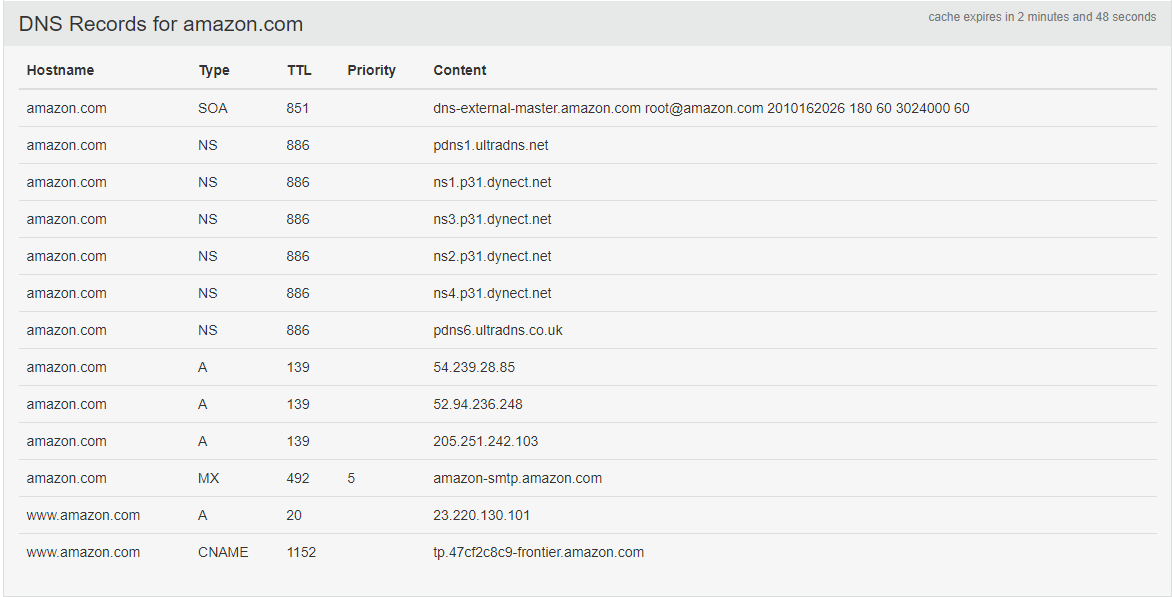 DNS Records for amazon.com
cache expires in 2 minutes and 48 seconds
Hostname Type TTL Priority Content
amazon.com SOA 851 dns-external-master.amazon.com root@amazon.com 2010162026 180 60 3024000 60
amazon.com NS 886 pdns1.ultradns.net
amazon.com NS 886 ns1.p31.dynect.net
amazon.com NS 886 ns3.p31.dynect.net
amazon.com NS 886 ns2.p31.dynect.net
amazon.com NS 886 ns4.p31.dynect.net
amazon.com NS 886 pdns6.ultradns.co.uk
amazon.com A 139 54.239.28.85
amazon.com A 139 52.94.236.248
amazon.com A 139 205.251.242.103
amazon.com MX 492 5 amazon-smtp.amazon.com
www.amazon.com A 20 23.220.130.101
www.amazon.com CNAME 1152 tp.47cf2c8c9-frontier.amazon.com